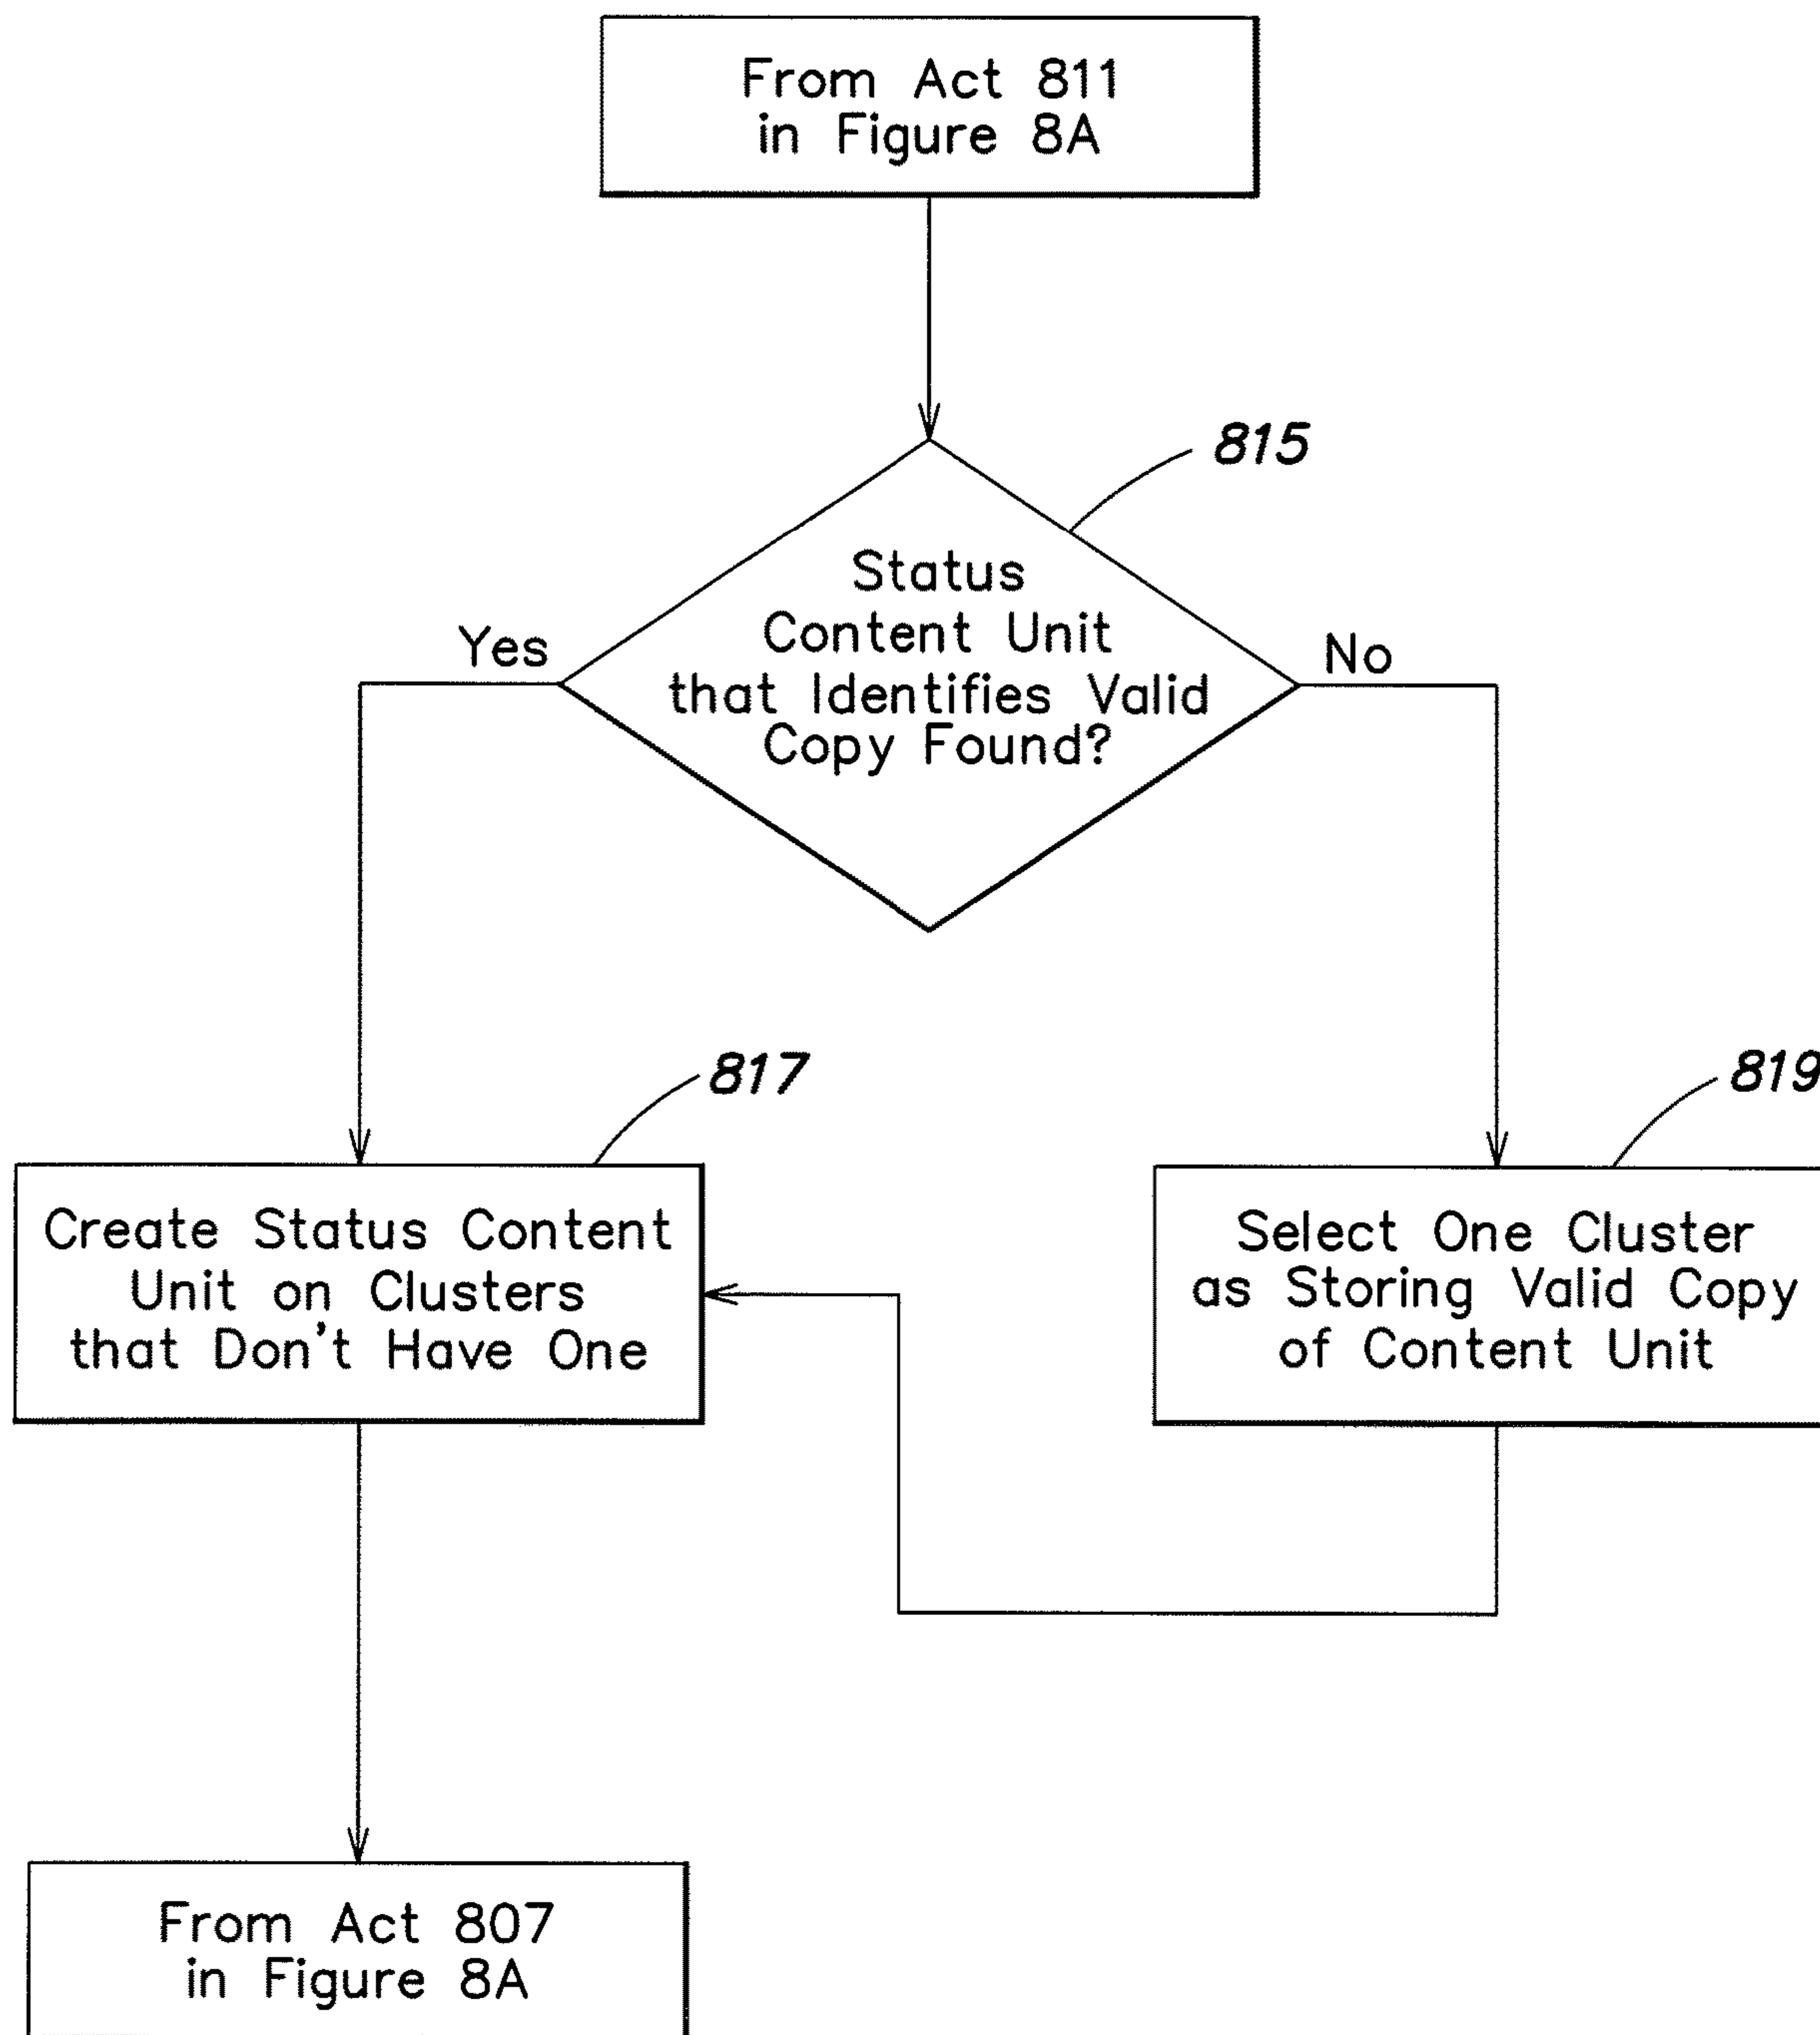 From Act 811
in Figure 8A
815
Status
Content Unit
that Identifies Valid
Copy Found?
Yes
No
817
819
Create Status Content
Unit on Clusters
that Don't Have One
Select One Cluster
as Storing Valid Copy
of Content Unit
From Act 807
in Figure 8A